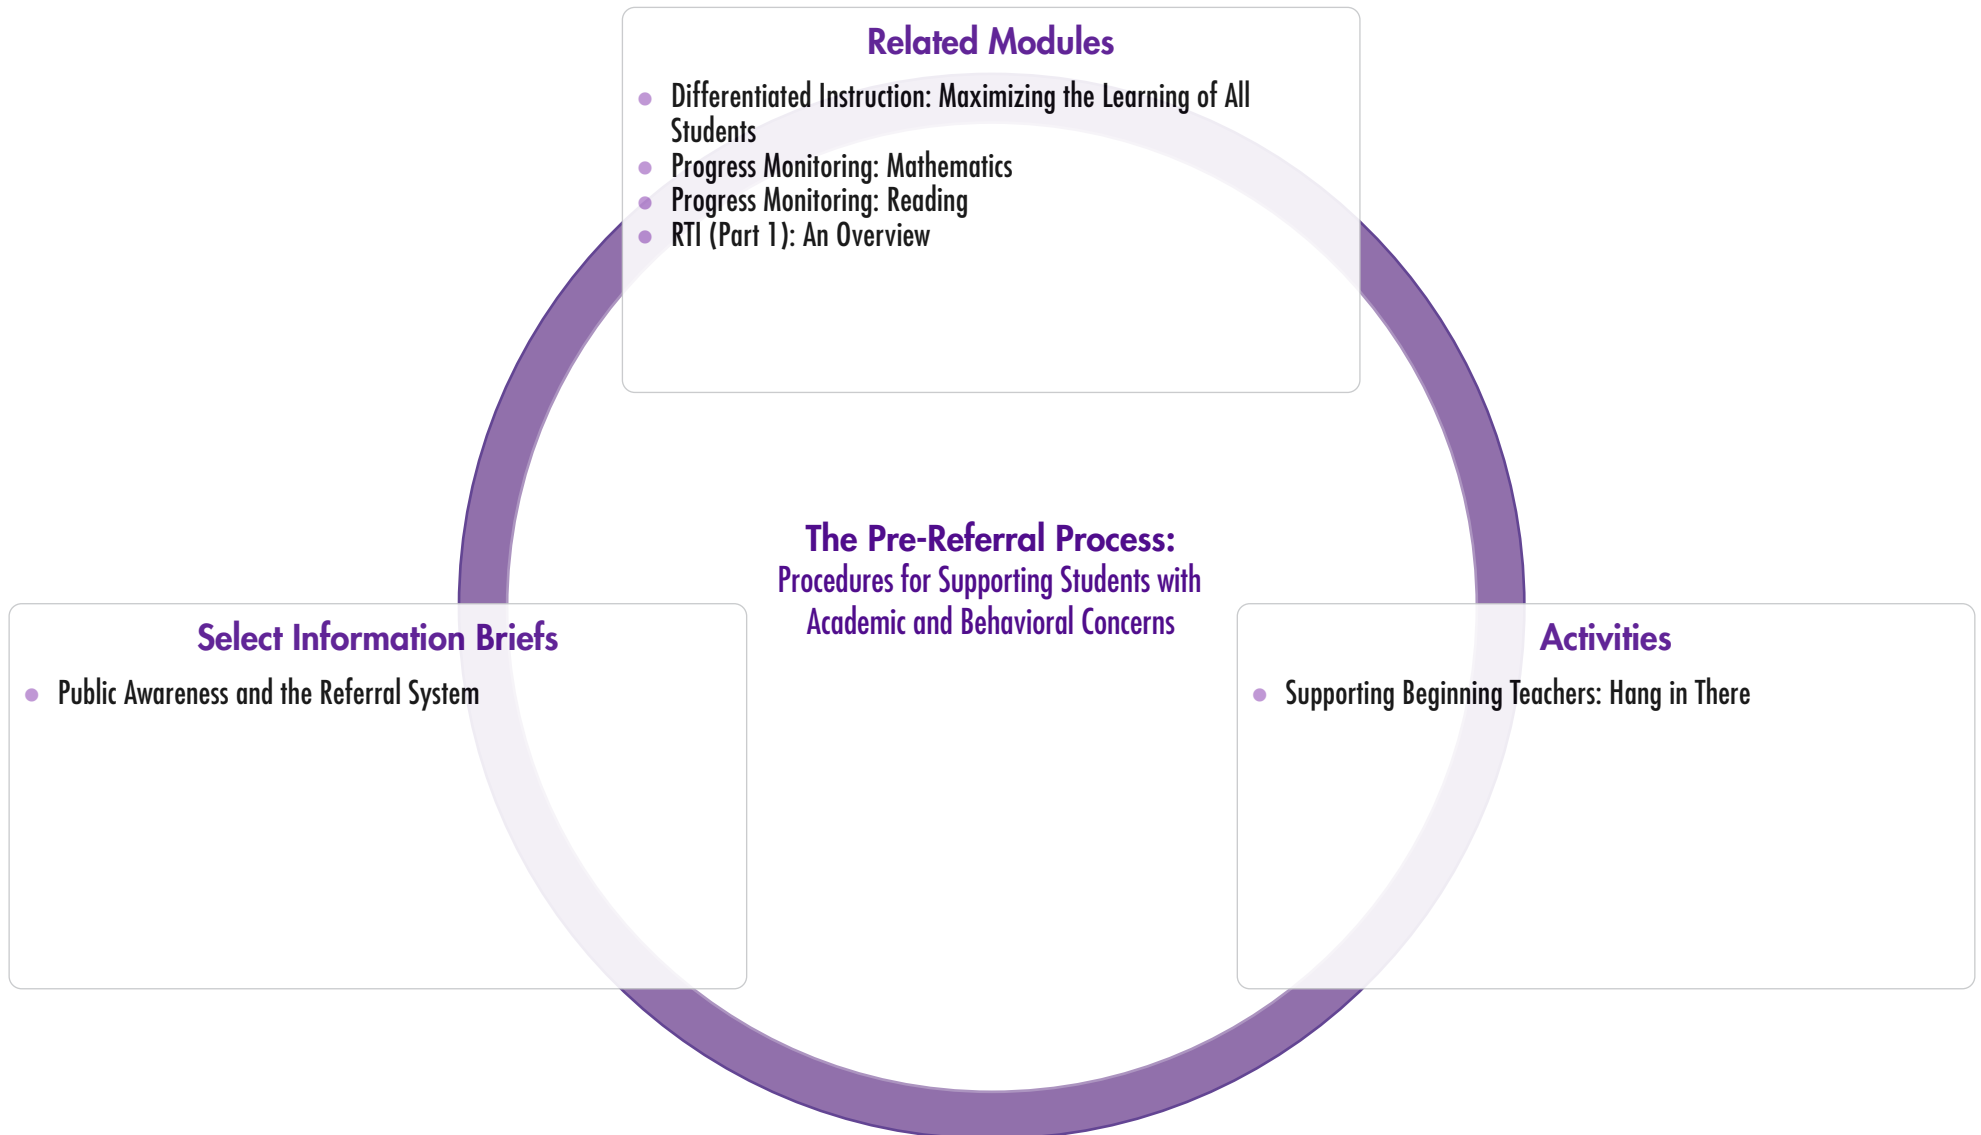 Related Modules
Differentiated Instruction: Maximizing the Learning of All
Students
Progress Monitoring: Mathematics
Progress Monitoring: Reading
RTI (Part 1): An Overview
The Pre-Referral Process:
Procedures for Supporting Students with
Academic and Behavioral Concerns
Select Information Briefs
Public Awareness and the Referral System
Activities
Supporting Beginning Teachers: Hang in There